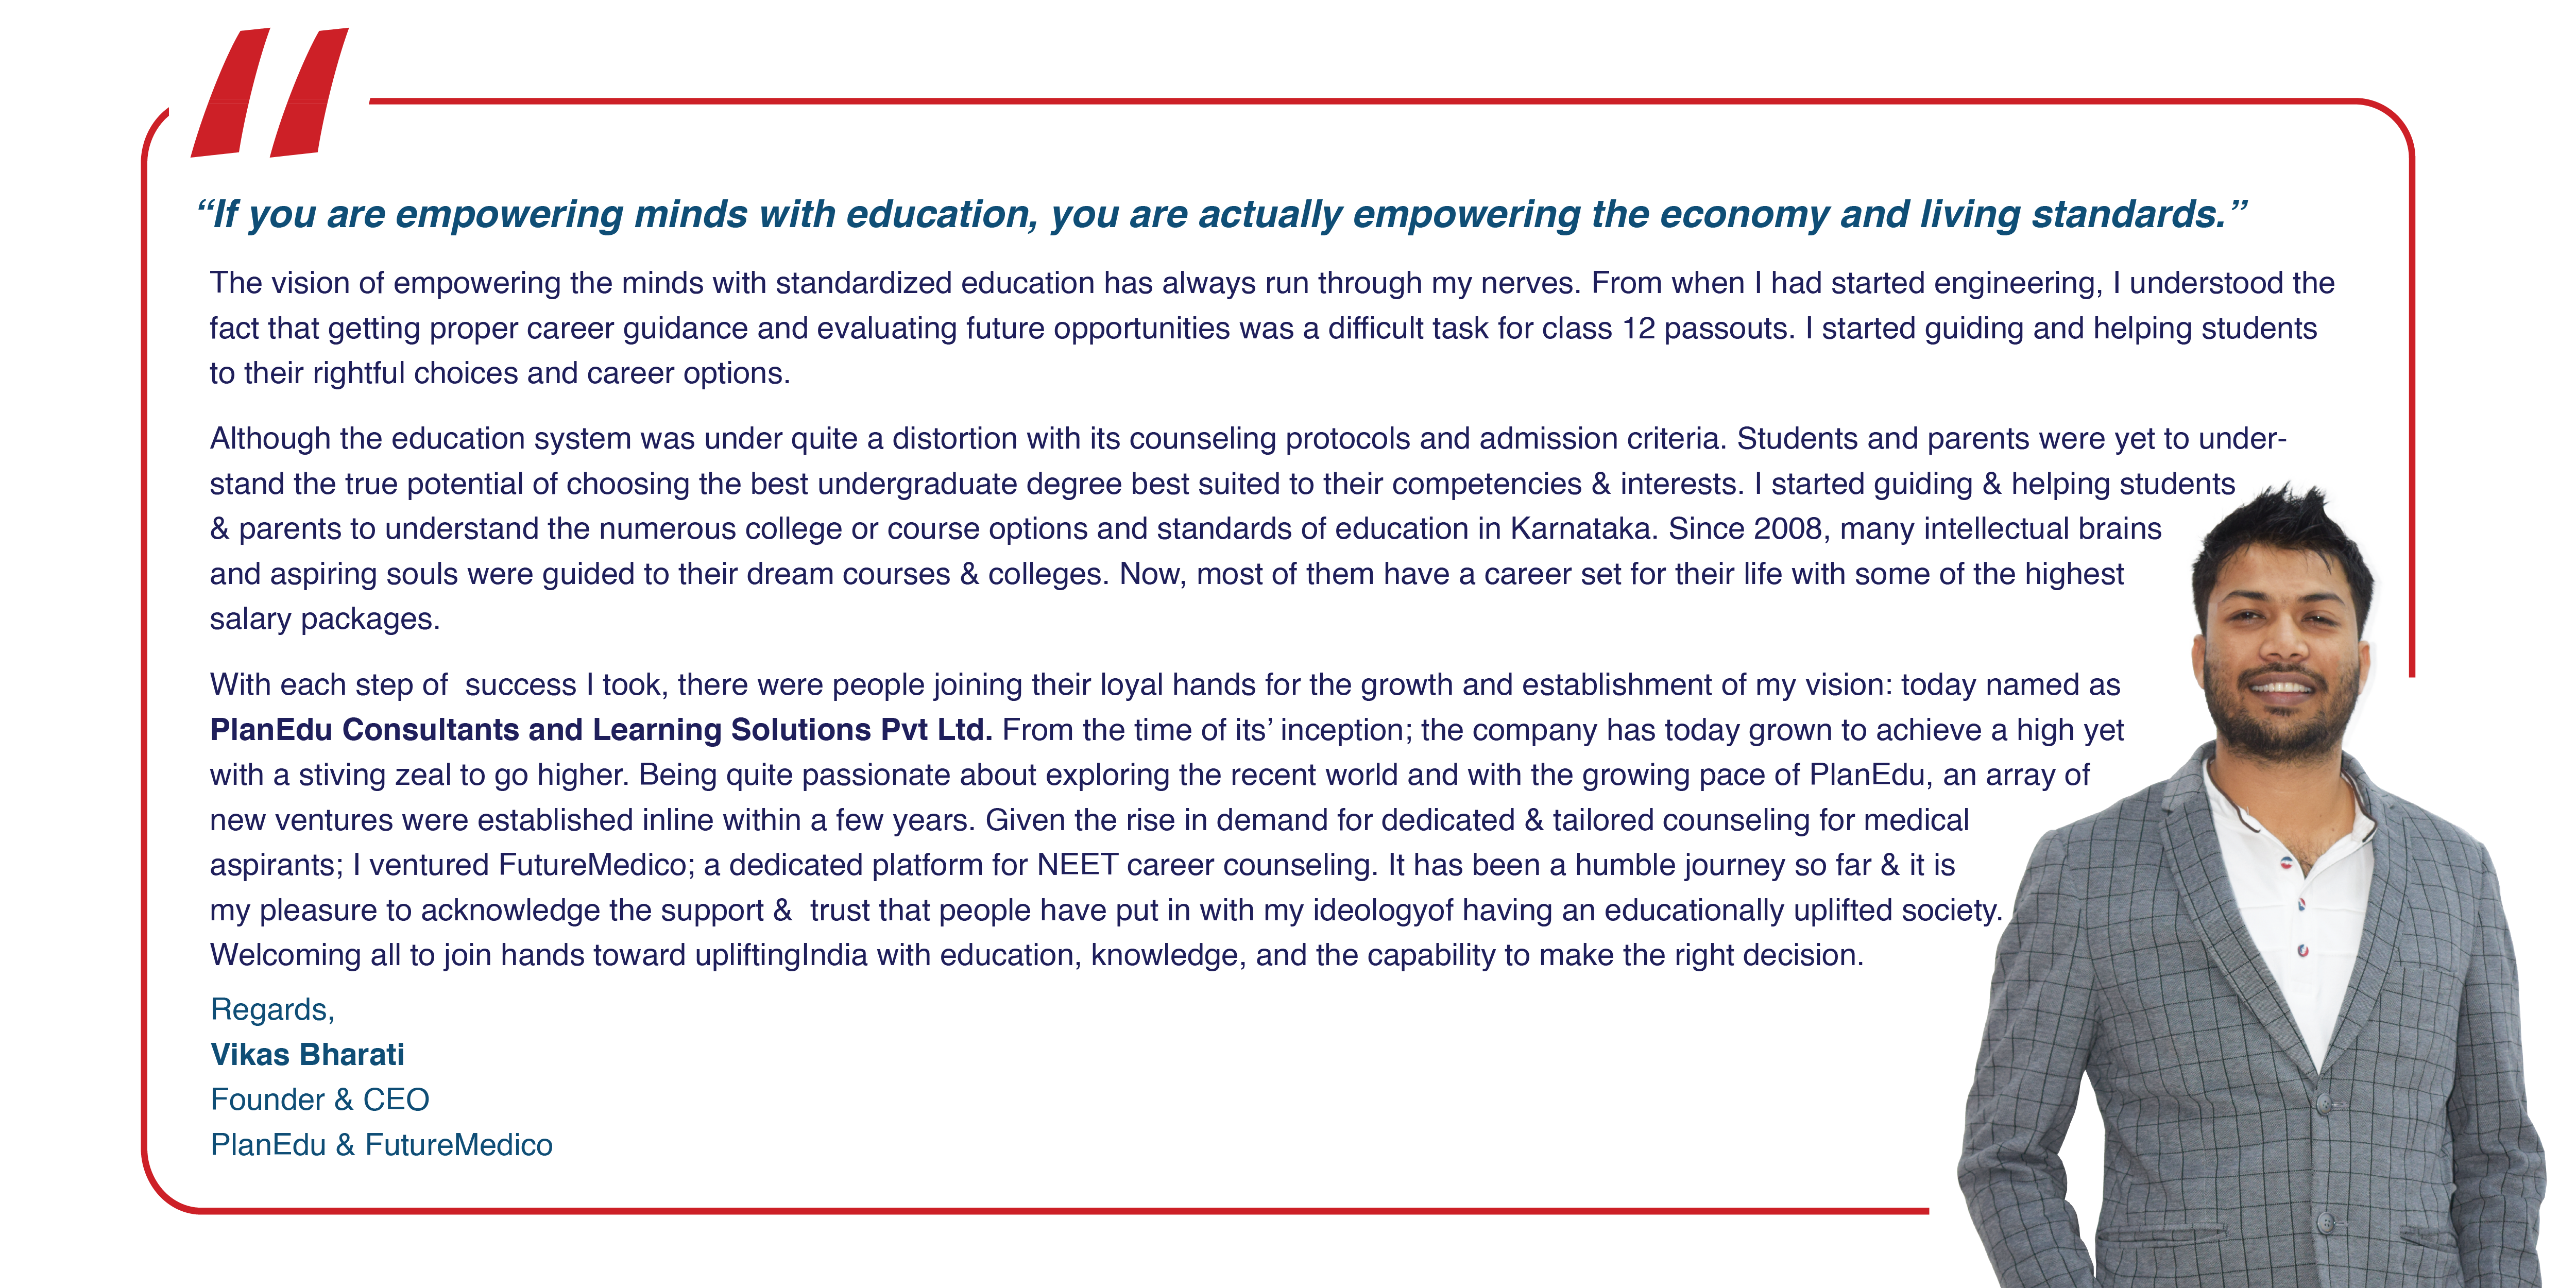 “If you are empowering minds with education, you are actually empowering the economy and living standards.”
The vision of empowering the minds with standardized education has always run through my nerves. From when I had started engineering, I understood the
fact that getting proper career guidance and evaluating future opportunities was a difficult task for class 12 passouts. I started guiding and helping students
to their rightful choices and career options.
Although the education system was under quite a distortion with its counseling protocols and admission criteria. Students and parents were yet to under-
stand the true potential of choosing the best undergraduate degree best suited to their competencies & interests. I started guiding & helping students
& parents to understand the numerous college or course options and standards of education in Karnataka. Since 2008, many intellectual brains
and aspiring souls were guided to their dream courses & colleges. Now, most of them have a career set for their life with some of the highest
salary packages.
With each step of  success I took, there were people joining their loyal hands for the growth and establishment of my vision: today named as
PlanEdu Consultants and Learning Solutions Pvt Ltd. From the time of its’ inception; the company has today grown to achieve a high yet
with a stiving zeal to go higher. Being quite passionate about exploring the recent world and with the growing pace of PlanEdu, an array of
new ventures were established inline within a few years. Given the rise in demand for dedicated & tailored counseling for medical
aspirants; I ventured FutureMedico; a dedicated platform for NEET career counseling. It has been a humble journey so far & it is
my pleasure to acknowledge the support &  trust that people have put in with my ideologyof having an educationally uplifted society.
Welcoming all to join hands toward upliftingIndia with education, knowledge, and the capability to make the right decision.
Regards,
Vikas Bharati
Founder & CEO
PlanEdu & FutureMedico